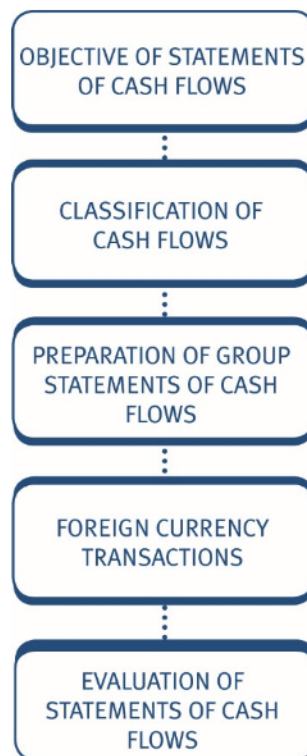 OBJECTIVE OF STATEMENTS
OF CASH FLOWS
CLASSIFICATION OF
CASH FLOWS
PREPARATION OF GROUP
STATEMENTS OF CASH
FLOWS
FOREIGN CURRENCY
TRANSACTIONS
EVALUATION OF
STATEMENTS OF CASH
FLOWS